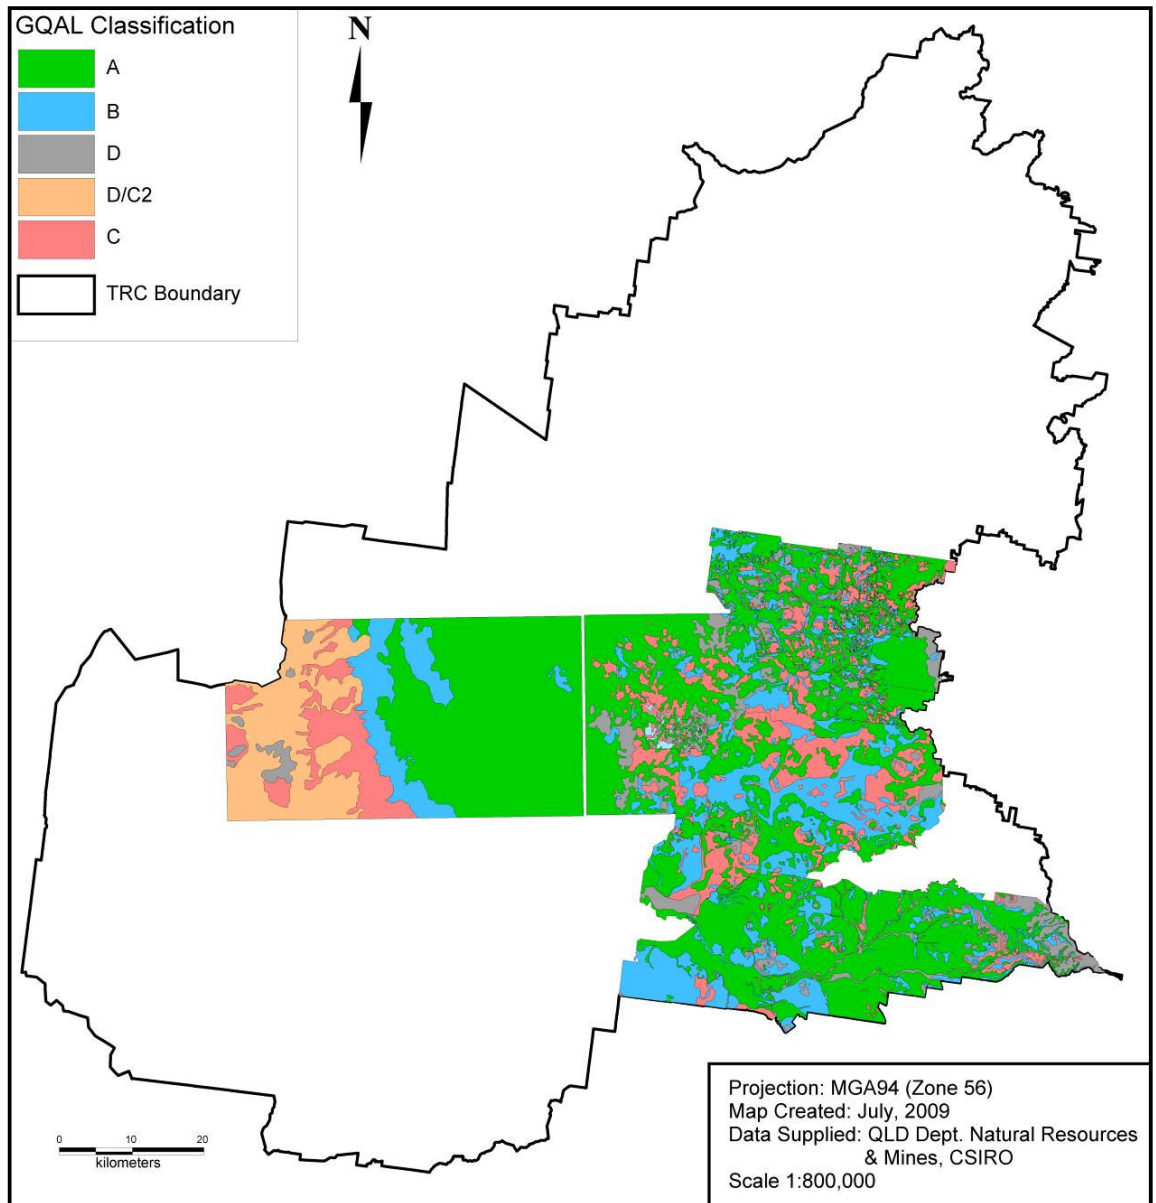 GQAL Classification
A
B
D
D/C2
C
TRC Boundary
N
0 10 20
kilometers
Projection: MGA94 (Zone 56)
Map Created: July, 2009
Data Supplied: QLD Dept. Natural Resources
& Mines, CSIRO
Scale 1:800,000